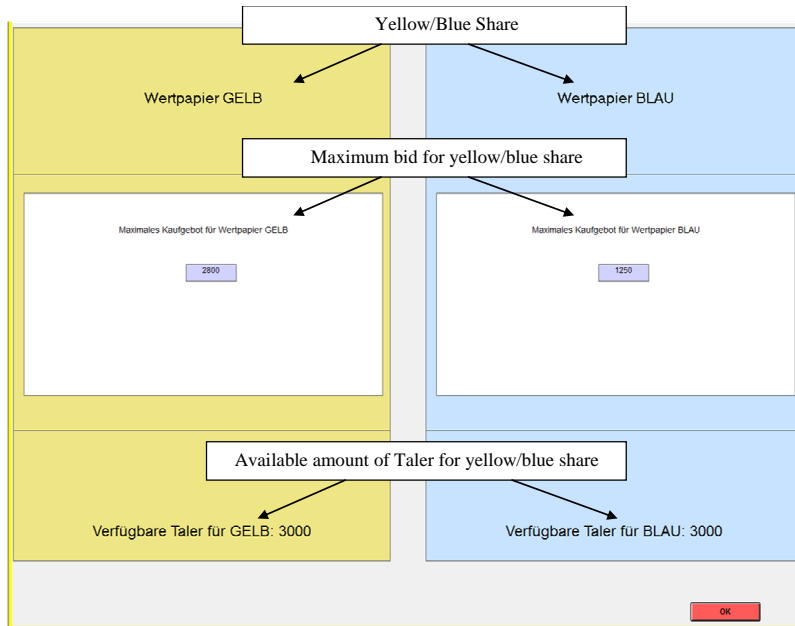 Yellow/Blue Share
Wertpapier GELB
Wertpapier BLAU
Maximum bid for yellow/blue share
Maximales Kaufgebot für Wertpapier GELB
2800
Maximales Kaufgebot für Wertpapier BLAU
1250
Available amount of Taler for yellow/blue share
Verfügbare Taler für GELB: 3000
Verfügbare Taler für BLAU: 3000
OK